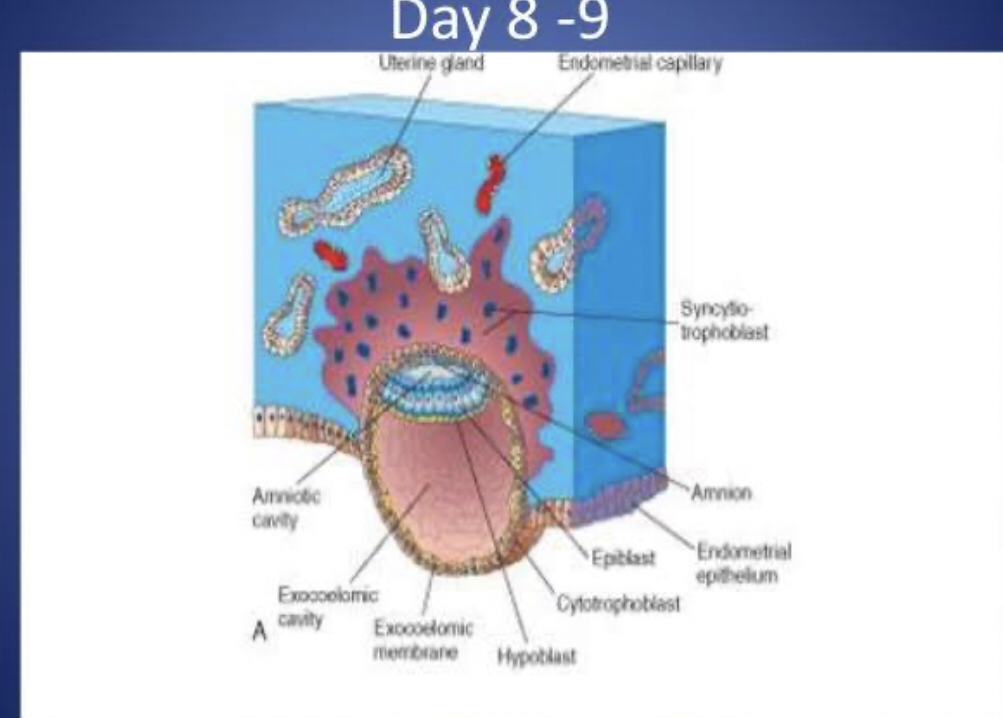 Day 8 -9
Uterine gland
Endometrial capillary
Syncytio-
trophoblast
Amniotic
cavity
Amnion
Epiblast
Endometrial
epithelium
Exocoelomic
cavity
Cytotrophoblast
A
Exocoelomic
membrane
Hypoblast